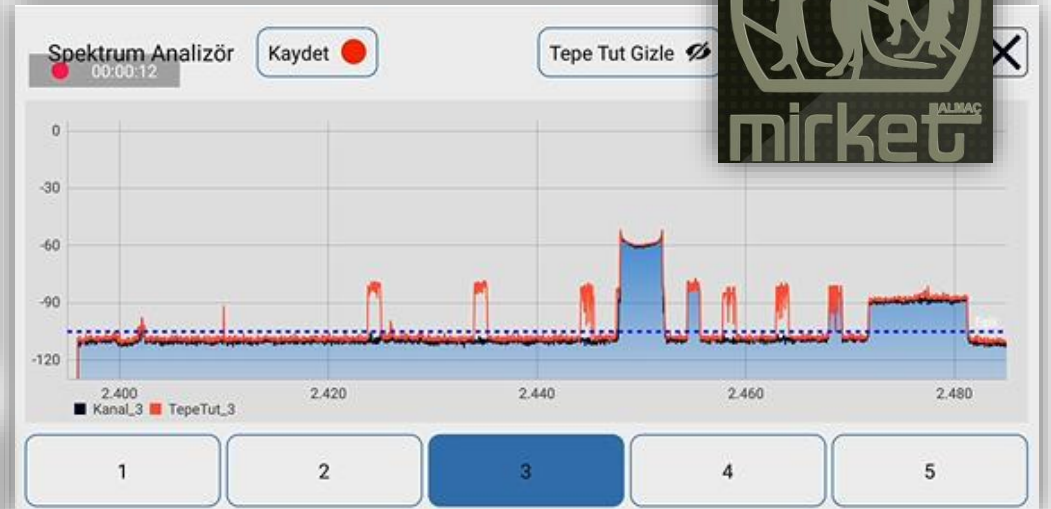 Spektrum Analizör
Kaydet
Tepe Tut Gizle
00:00:12
ALMAÇ
mirket
0
-30
-60
-90
-120
2.400 2.420 2.440 2.460 2.480
Kanal_3 TepeTut_3
1 2 3 4 5